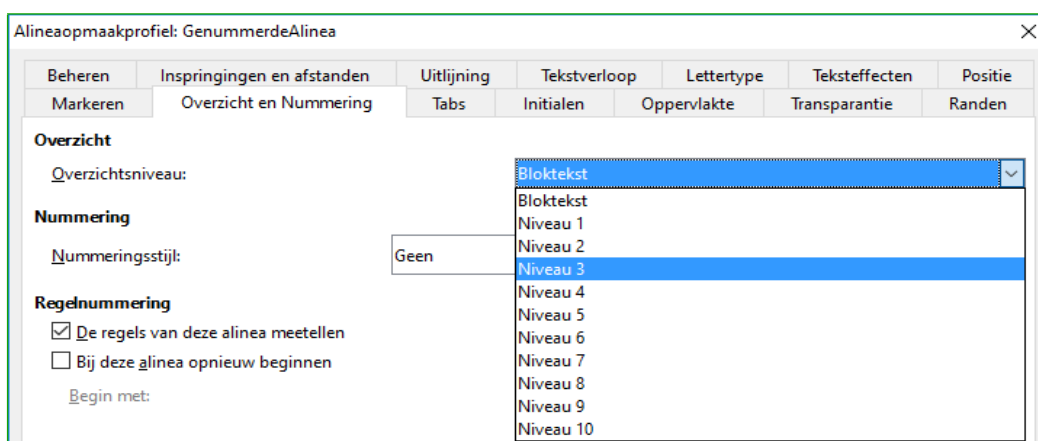 Alineaopmaakprofiel: GenummerdeAlinea
Beheren Inspringingen en afstanden Uitlijning Tekstverloop Lettertype Teksteffecten Positie
Markeren Overzicht en Nummering Tabs Initialen Oppervlakte Transparantie Randen
Overzicht
Overzichtsniveau: Bloktekst
Bloktekst
Nummering
Niveau 1
Niveau 2
Nummeringsstijl: Geen
Niveau 3
Niveau 4
Regelnummering
Niveau 5
De regels van deze alinea meetellen
Niveau 6
Bij deze alinea opnieuw beginnen
Niveau 7
Niveau 8
Begin met:
Niveau 9
Niveau 10